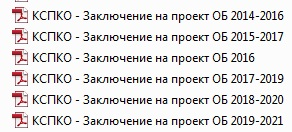 КСПКО - Заключение на проект ОБ 2014-2016
КСПКО - Заключение на проект ОБ 2015-2017
КСПКО - Заключение на проект ОБ 2016
КСПКО - Заключение на проект ОБ 2017-2019
КСПКО - Заключение на проект ОБ 2018-2020
КСПКО - Заключение на проект ОБ 2019-2021